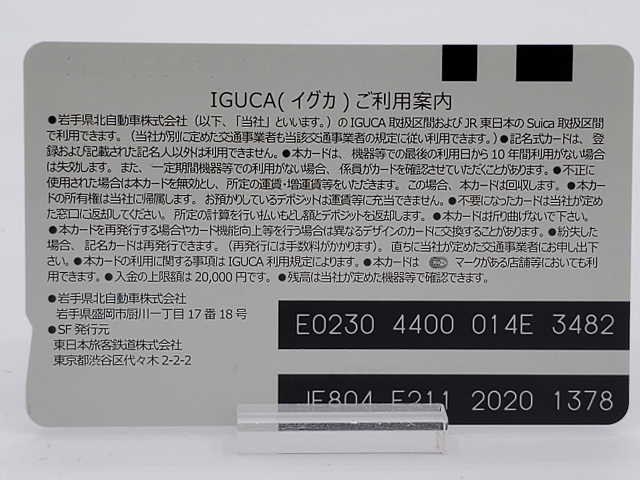 IGUCA(イグカ)ご利用案内
●岩手県北自動車株式会社（以下、「当社」といいます。）のIGUCA取扱区間およびJR東日本のSuica取扱区間
で利用できます。（当社が別に定めた交通事業者も当該交通事業者の規定に従い利用できます。）●記名式カードは、登
録および記載された記名人以外は利用できません。●本カードは、機器等での最後の利用日から10年間利用がない場合
は失効します。また、一定期間機器等での利用がない場合、係員がカードを確認させていただくことがあります。●不正に
使用された場合は本カードを無効とし、所定の運賃・増運賃等をいただきます。この場合、本カードは回収します。●本カー
ドの所有権は当社に帰属します。お預かりしているデポジットは運賃等に充当できません。●不要になったカードは当社が定め
た窓口に返却してください。所定の計算を行い払いもどし額とデポジットを返却します。●本カードは折り曲げないで下さい。
●本カードを再発行する場合やカード機能向上等を行う場合は異なるデザインのカードに交換することがあります。●紛失した
場合、記名カードは再発行できます。（再発行には手数料がかかります）。直ちに当社が定めた交通事業者にお申し出下
さい。●本カードの利用に関する事項はIGUCA利用規定によります。●本カードは マークがある店舗等においても利
用できます。●入金の上限額は20,000円です。●残高は当社が定めた機器等で確認できます。
●岩手県北自動車株式会社
岩手県盛岡市厨川一丁目17番18号
●SF発行元
東日本旅客鉄道株式会社
東京都渋谷区代々木2-2-2
E0230 4400 014E 3482
JE804 F211 2020 1378